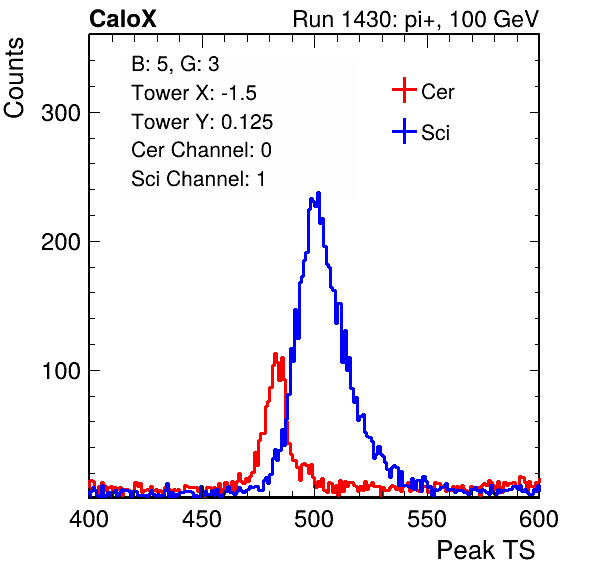 CaloX Run 1430: pi+, 100 GeV
Counts
B: 5, G: 3
Tower X: -1.5
Tower Y: 0.125
Cer Channel: 0
Sci Channel: 1
Cer
Sci
300
200
100
400 450 500 550 600
Peak TS